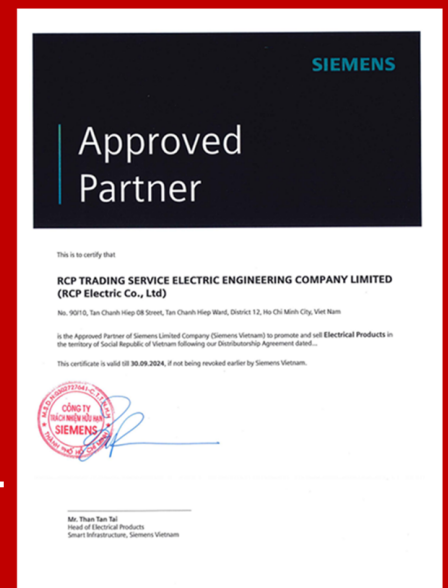 SIEMENS
Approved
Partner
This is to certify that
RCP TRADING SERVICE ELECTRIC ENGINEERING COMPANY LIMITED
(RCP Electric Co., Ltd)
No. 90/10, Tan Chanh Hiep 08 Street, Tan Chanh Hiep Ward, District 12, Ho Chi Minh City, Viet Nam
is the Approved Partner of Siemens Limited Company (Siemens Vietnam) to promote and sell Electrical Products in
the territory of Social Republic of Vietnam following our Distributorship Agreement dated...
This certificate is valid till 30.09.2024, if not being revoked earlier by Siemens Vietnam.
CÔNG TY
TRÁCH NHIỆM HỮU HẠN
SIEMENS
THÀNH PHỐ HỒ CHÍ MINH
Mr. Than Tan Tai
Head of Electrical Products
Smart Infrastructure, Siemens Vietnam